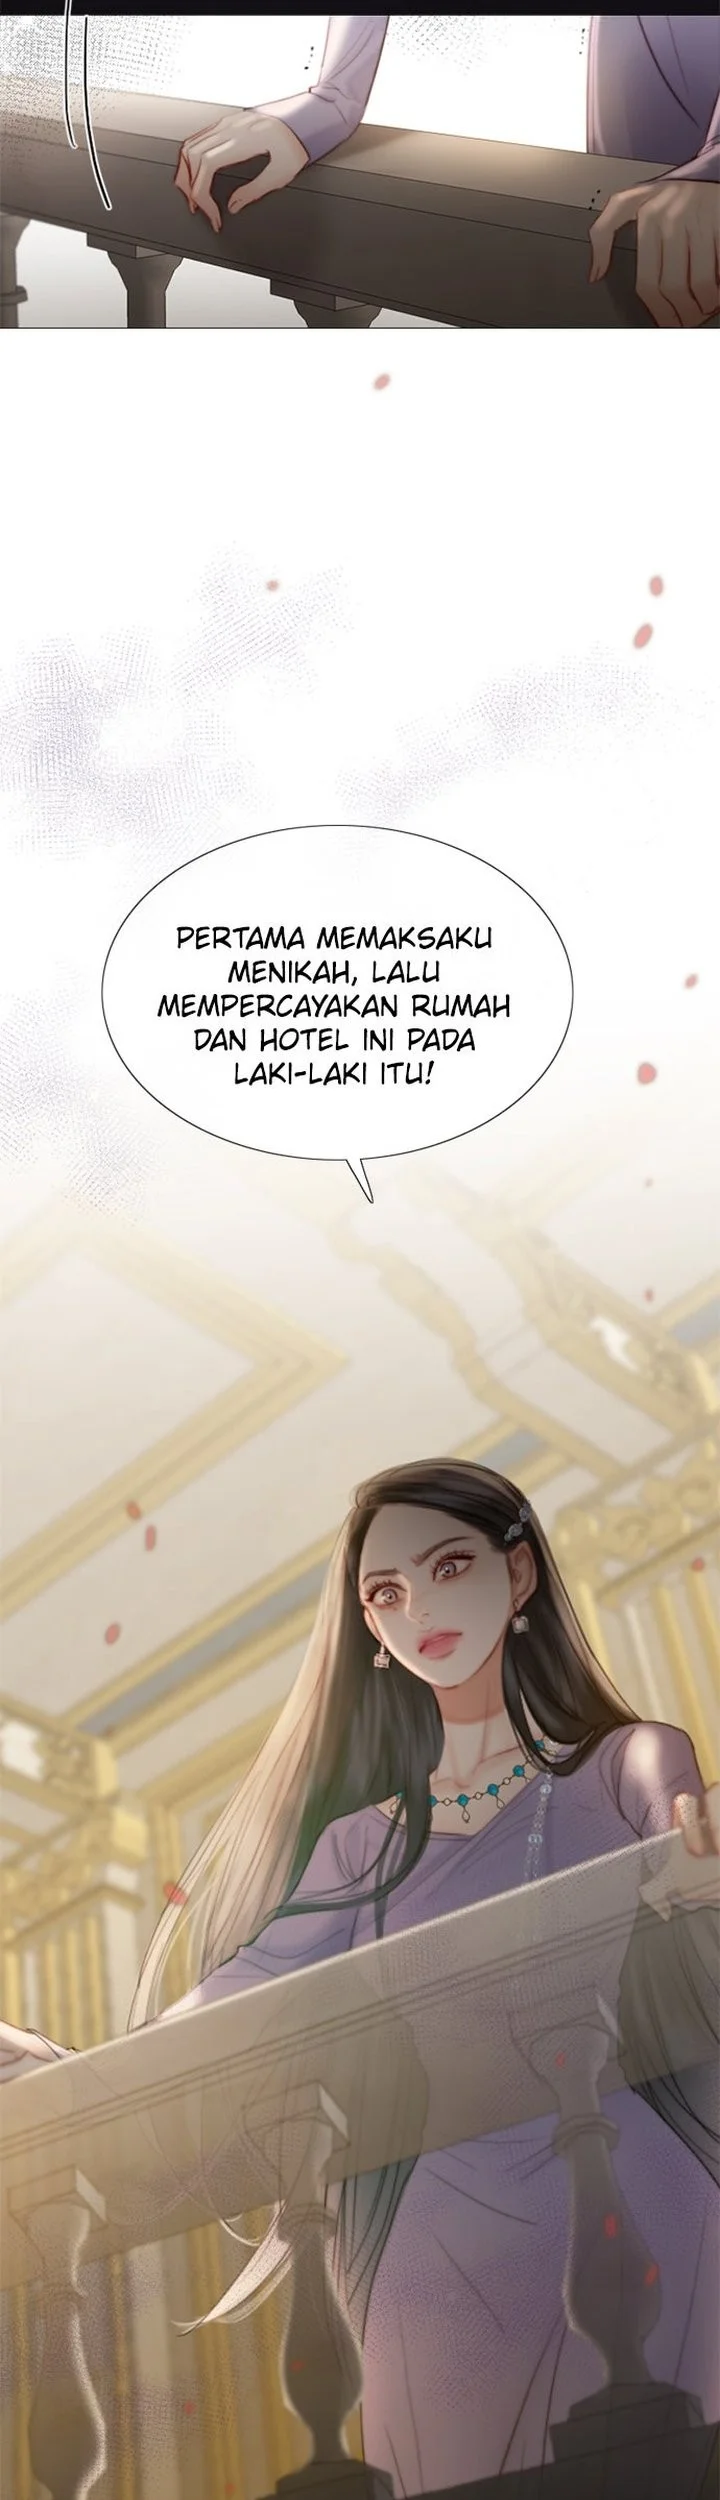 PERTAMA MEMAKSAKU
MENIKAH, LALU
MEMPERCAYAKAN RUMAH
DAN HOTEL INI PADA
LAKI-LAKI ITU!